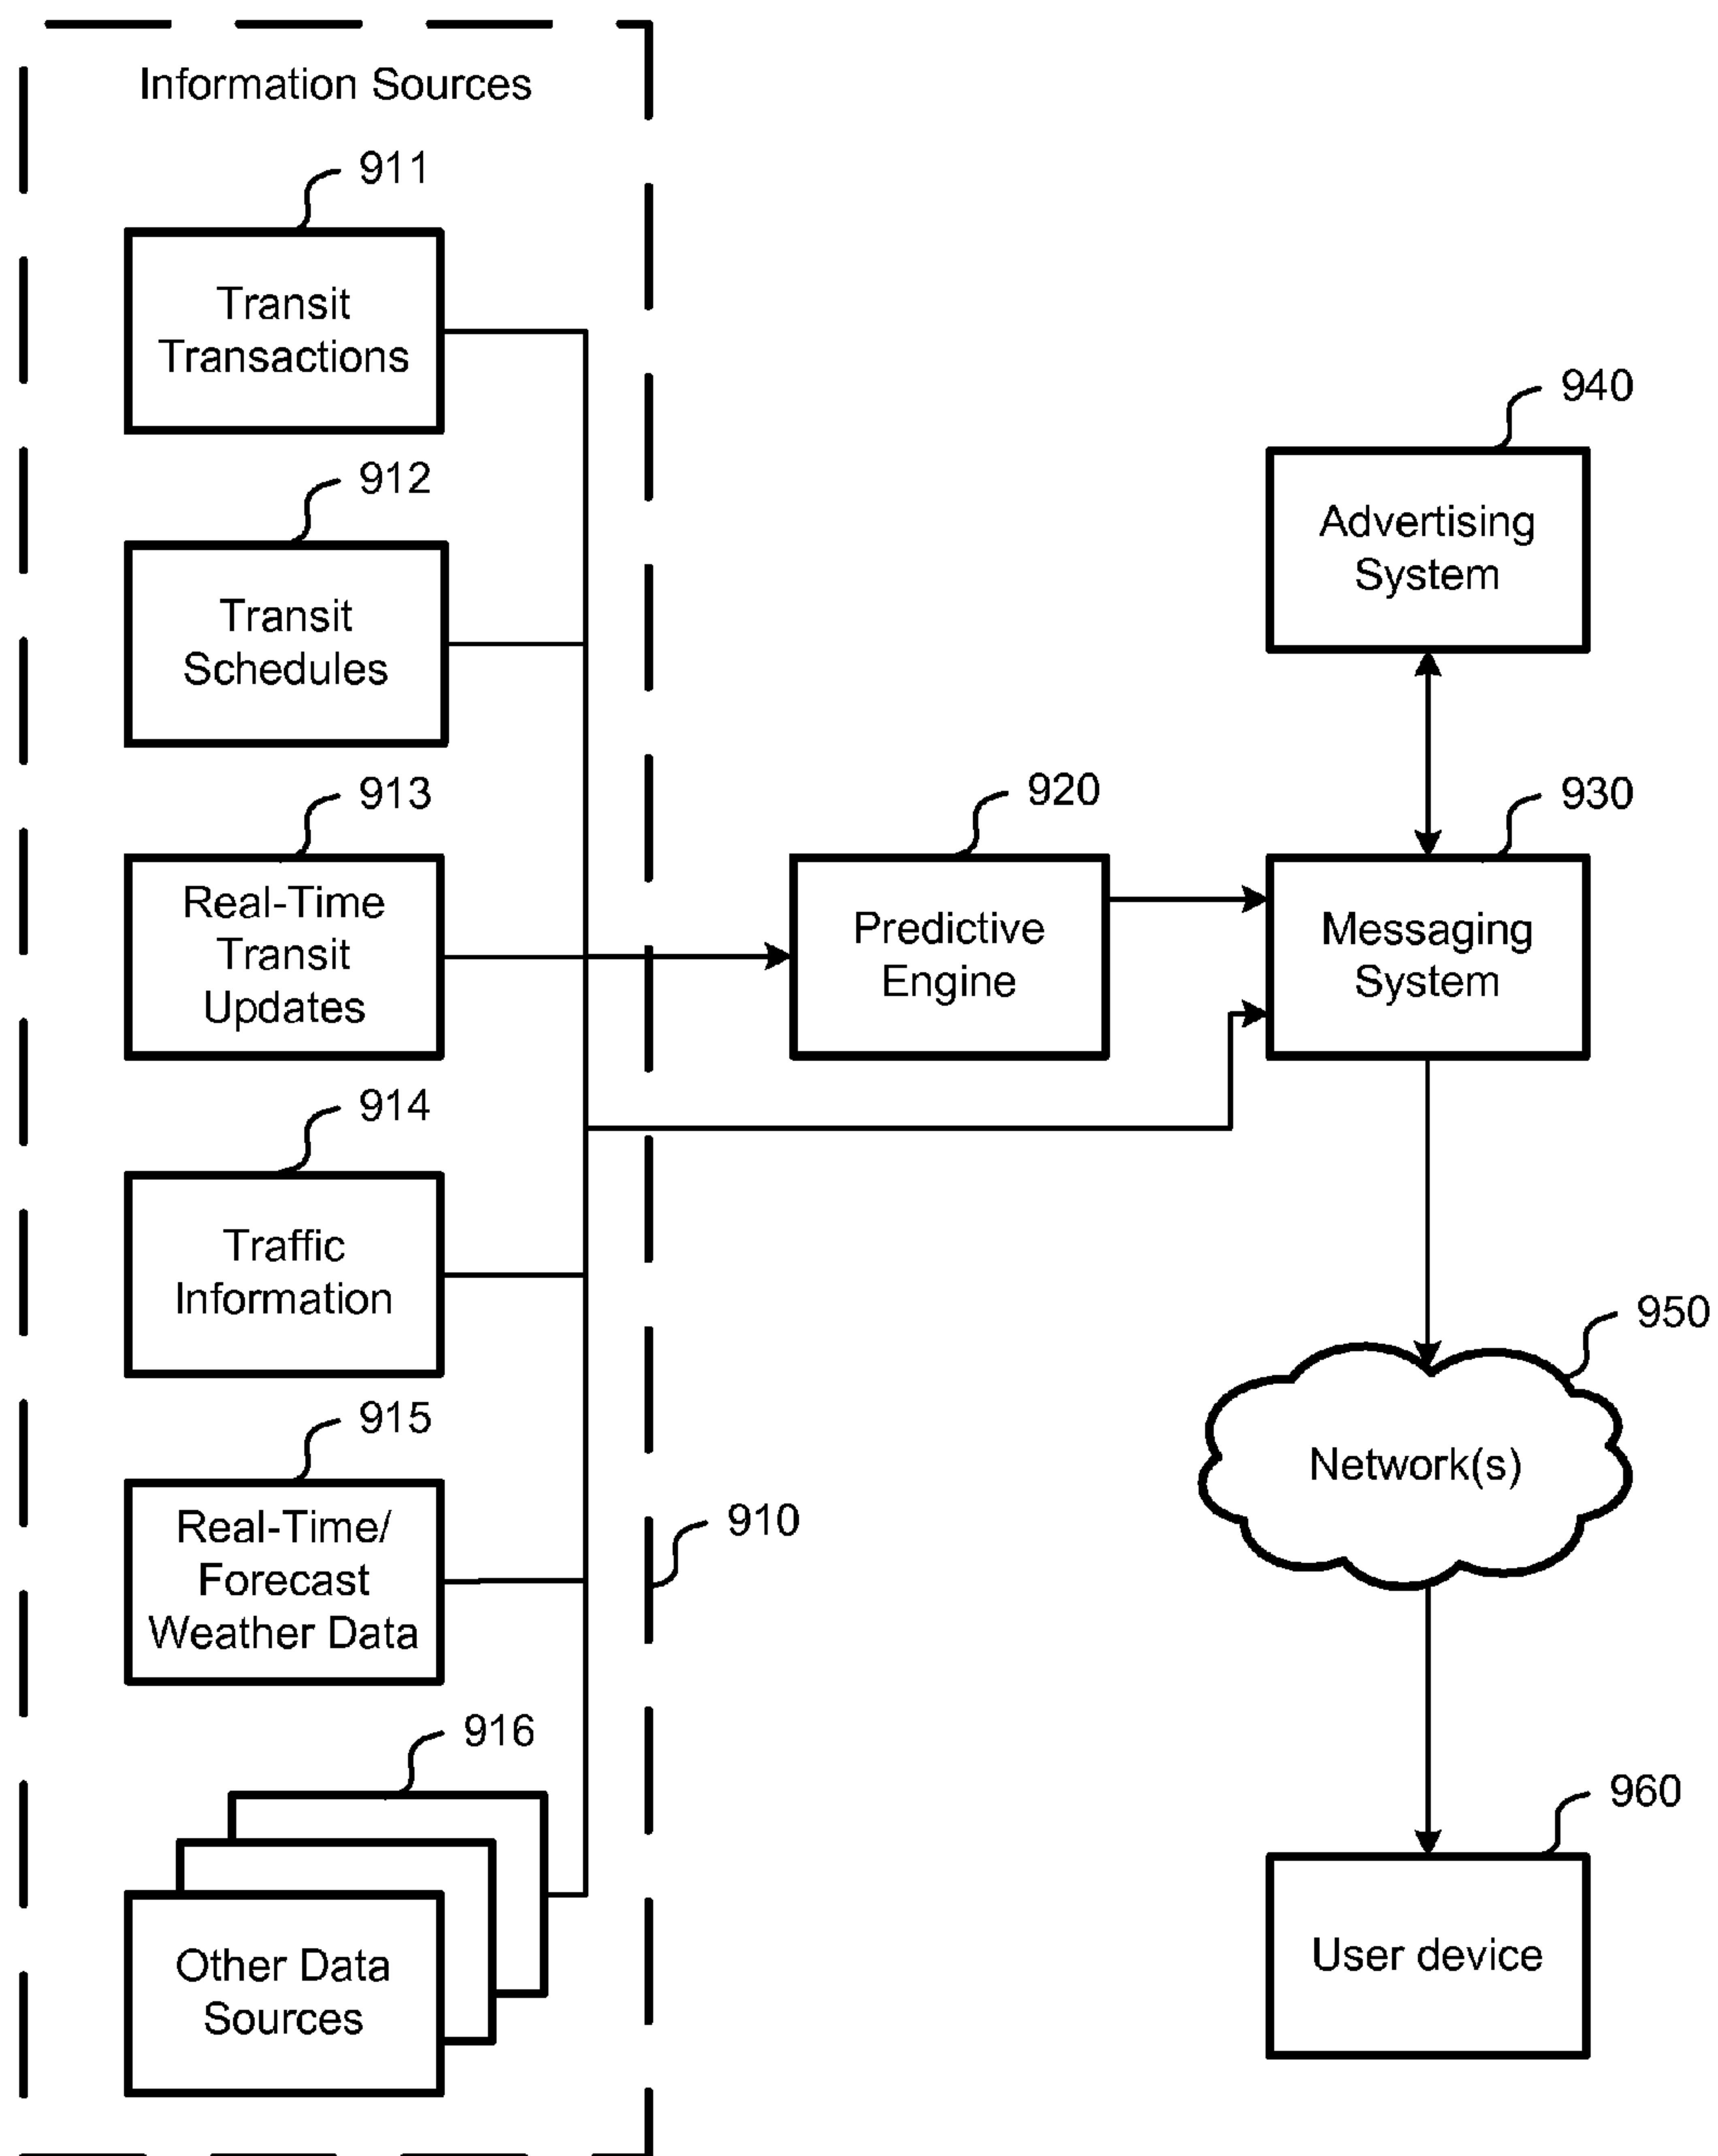 Information Sources
911
Transit
Transactions
912
Transit
Schedules
913
Real-Time
Transit
Updates
914
Traffic
Information
915
Real-Time/
Forecast
Weather Data
916
Other Data
Sources
910
920
Predictive
Engine
940
Advertising
System
930
Messaging
System
950
Network(s)
960
User device